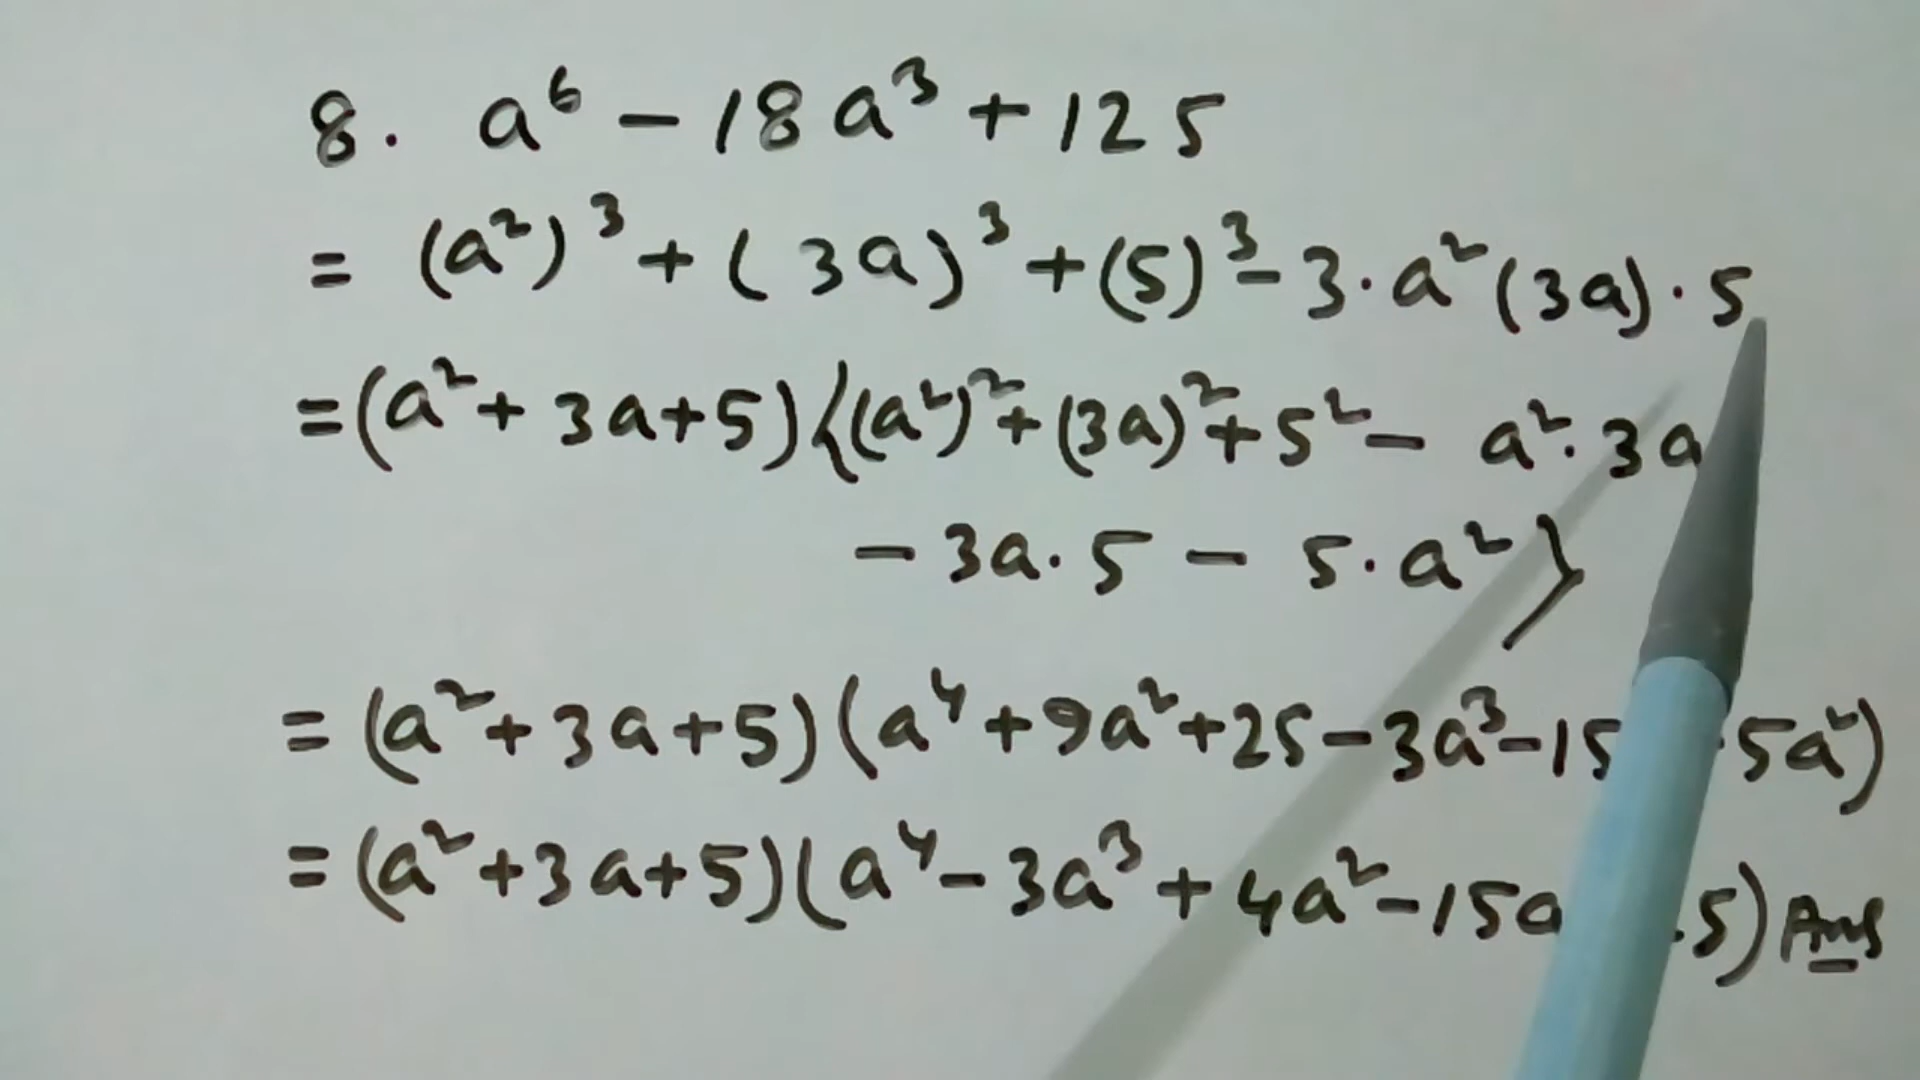 8. a⁶ - 18a³ + 125
= (a²)³ + (3a)³ + (5)³ - 3·a²(3a)·5
= (a² + 3a + 5){(a²)² + (3a)² + 5² - a²·3a
- 3a·5 - 5·a²}
= (a² + 3a + 5)(a⁴ + 9a² + 25 - 3a³ - 15 5a²)
= (a² + 3a + 5)(a⁴ - 3a³ + 4a² - 15a 5) Ans